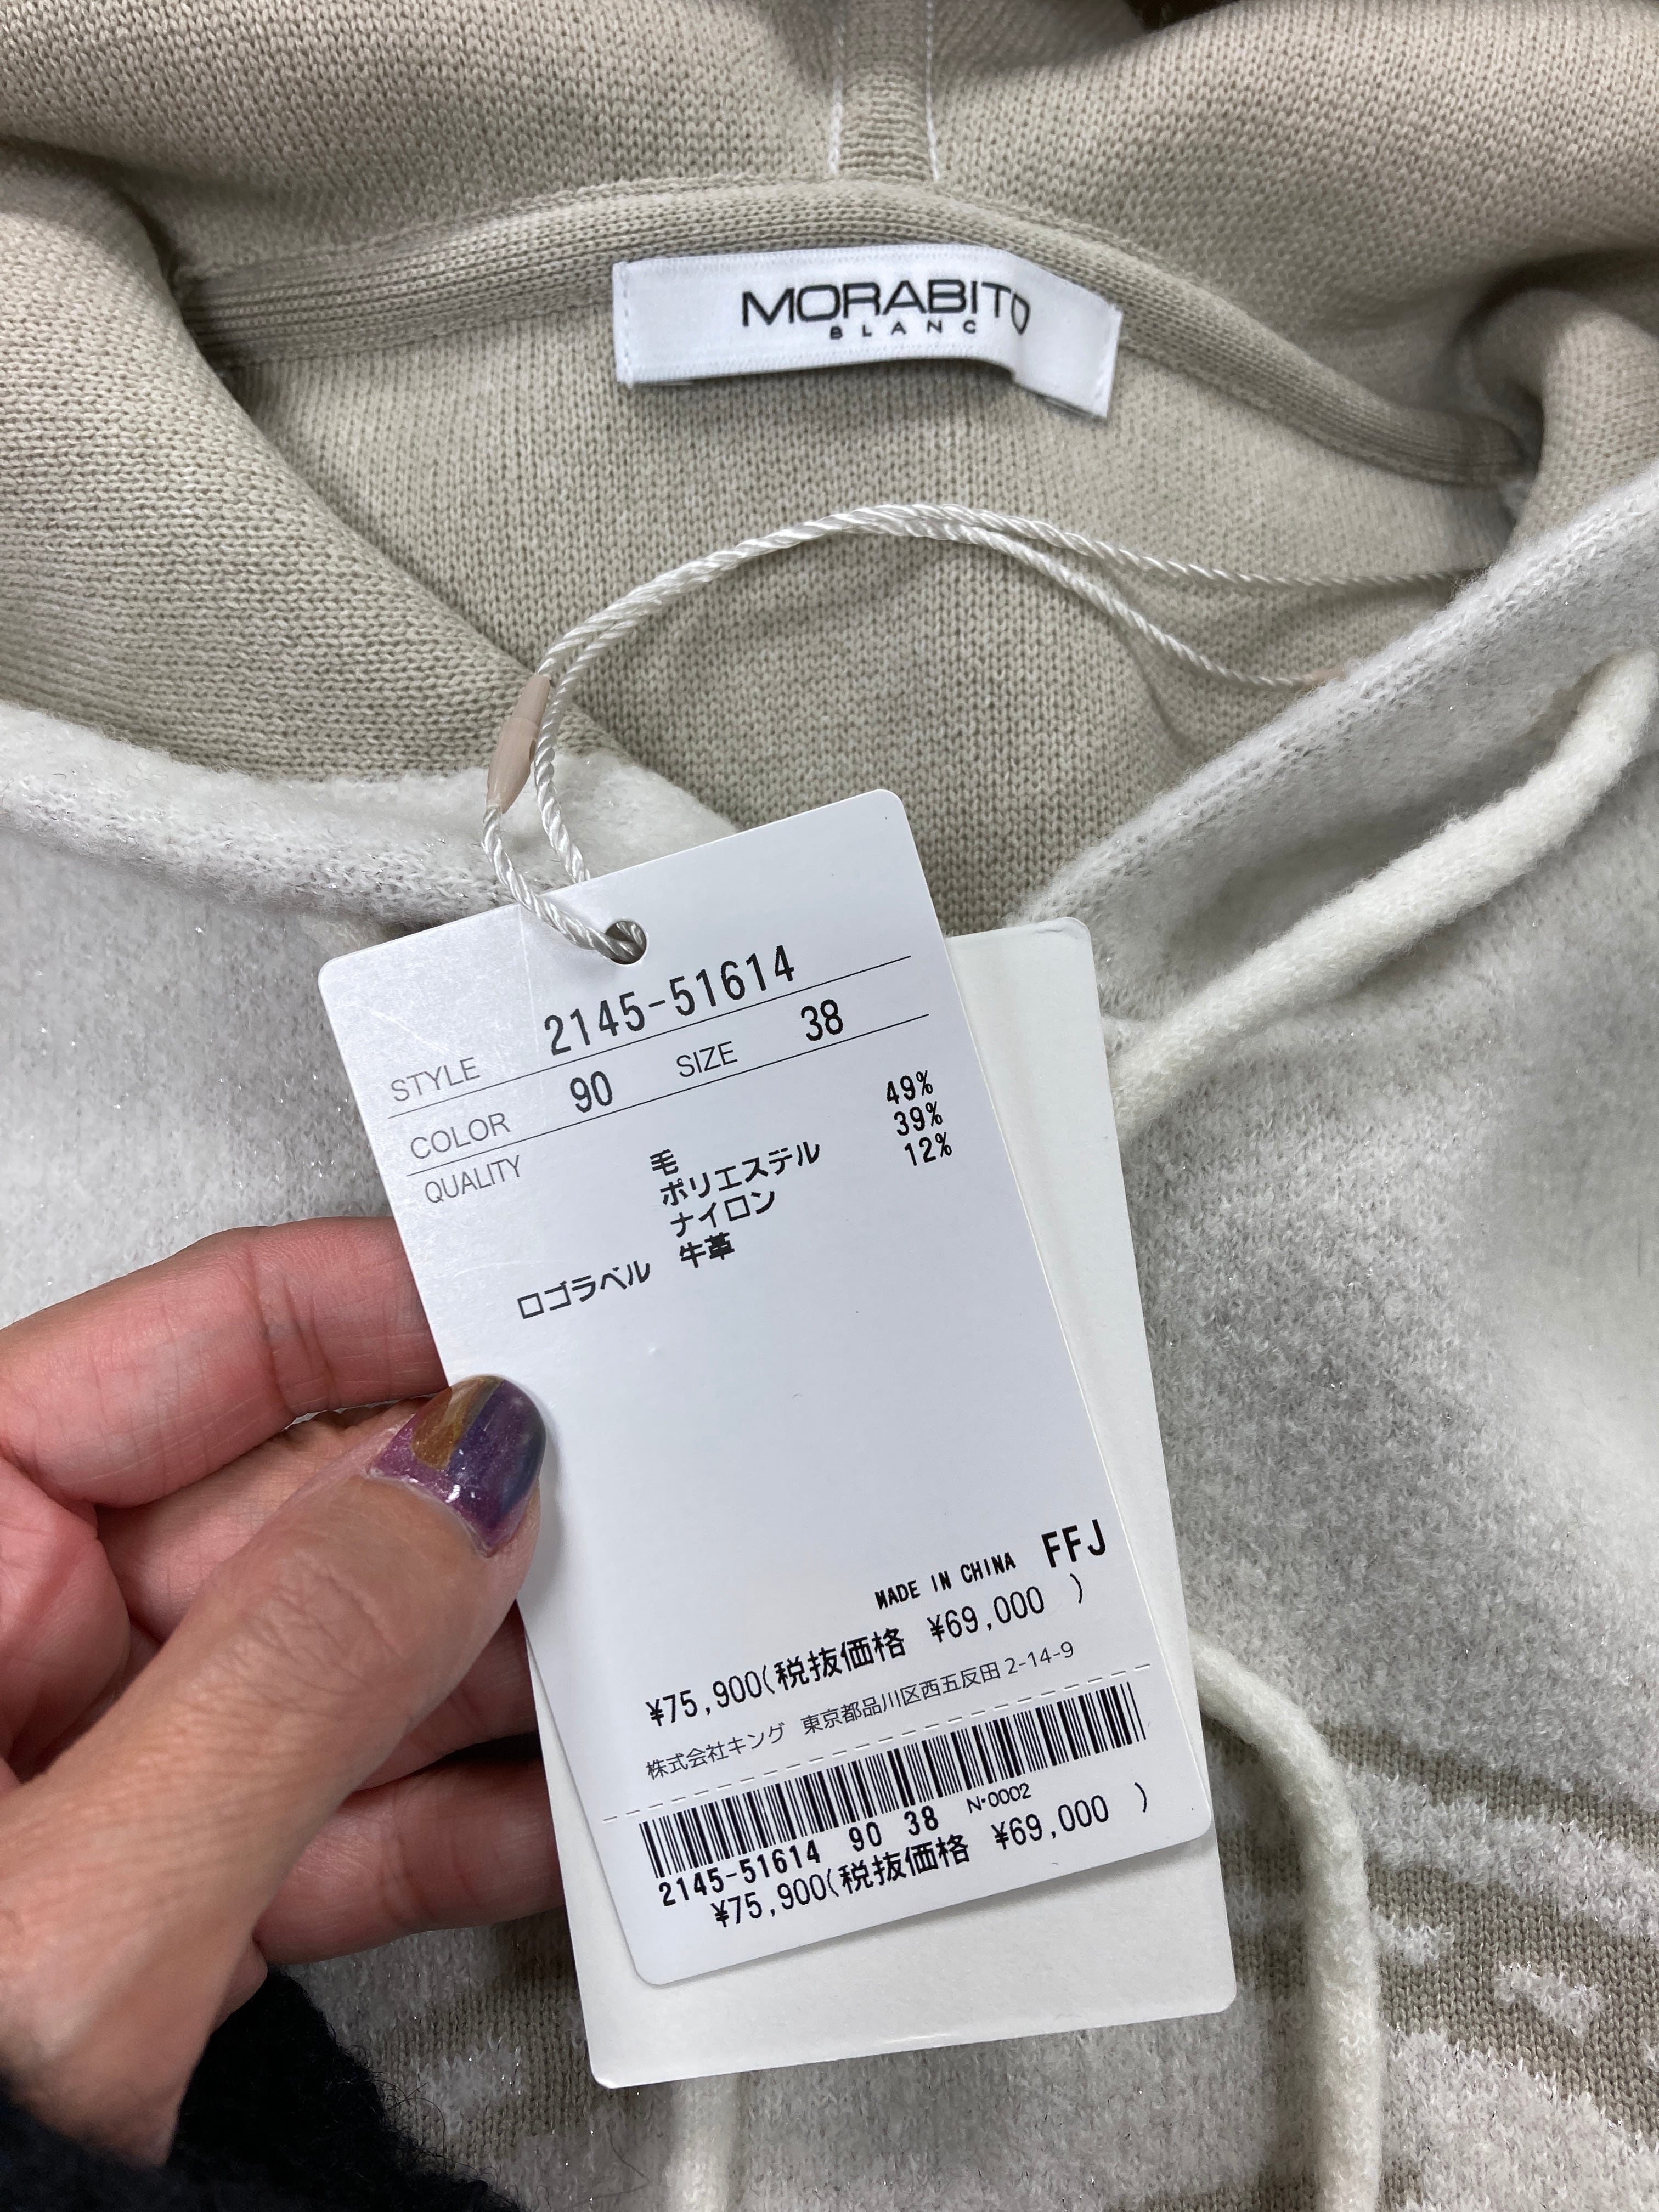 MORABITO
BLANC
STYLE 2145-51614
COLOR 90 SIZE 38
QUALITY
毛 49%
ポリエステル 39%
ナイロン 12%
ロゴラベル 牛革
MADE IN CHINA FFJ
¥75,900(税抜価格 ¥69,000 )
株式会社キング 東京都品川区西五反田 2-14-9
N-0002
2145-51614 90 38
¥75,900(税抜価格 ¥69,000 )